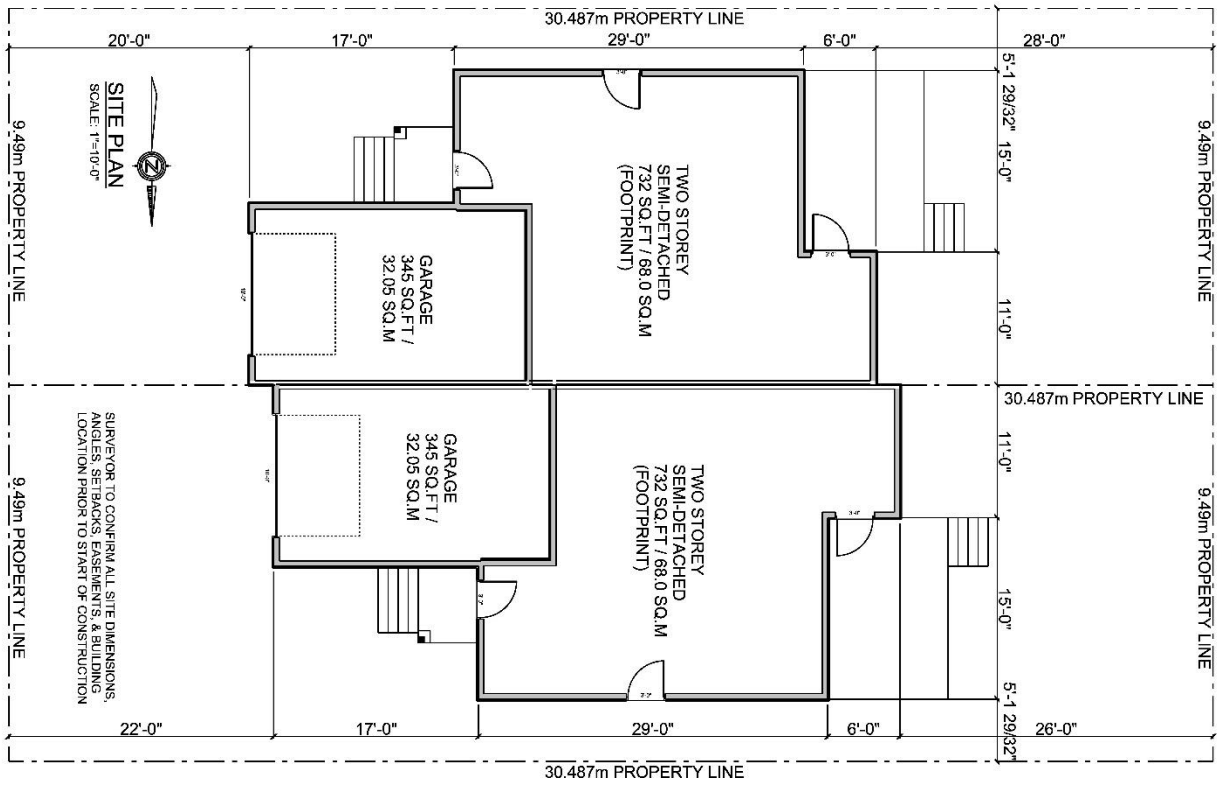 30.487m PROPERTY LINE
20'-0"
17'-0"
29'-0"
6'-0"
28'-0"
5'-1 29/32"
15'-0"
11'-0"
11'-0"
15'-0"
5'-1 29/32"
9.49m PROPERTY LINE
9.49m PROPERTY LINE
SITE PLAN
SCALE: 1"=10'-0"
N
TWO STOREY
SEMI-DETACHED
732 SQ.FT / 68.0 SQ.M
(FOOTPRINT)
GARAGE
345 SQ.FT /
32.05 SQ.M
30.487m PROPERTY LINE
GARAGE
345 SQ.FT /
32.05 SQ.M
TWO STOREY
SEMI-DETACHED
732 SQ.FT / 68.0 SQ.M
(FOOTPRINT)
SURVEYOR TO CONFIRM ALL SITE DIMENSIONS,
ANGLES, SETBACKS, EASEMENTS, & BUILDING
LOCATION PRIOR TO START OF CONSTRUCTION
9.49m PROPERTY LINE
9.49m PROPERTY LINE
22'-0"
17'-0"
29'-0"
6'-0"
26'-0"
30.487m PROPERTY LINE